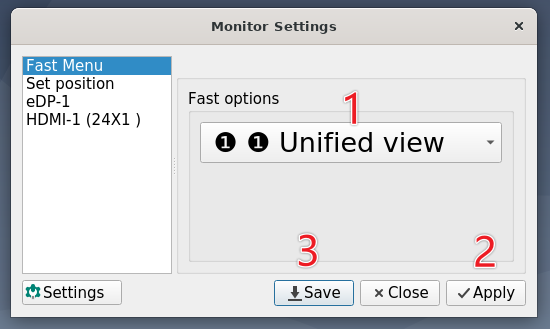 Monitor Settings
Fast Menu
Set position
eDP-1
HDMI-1 (24X1 )
Fast options
1
❶ ❶ Unified view
3
2
Settings
Save
Close
Apply